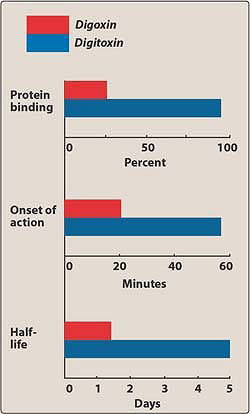 Digoxin
Digitoxin
Protein
binding
0 50 100
Percent
Onset of
action
0 20 40 60
Minutes
Half-
life
0 1 2 3 4 5
Days